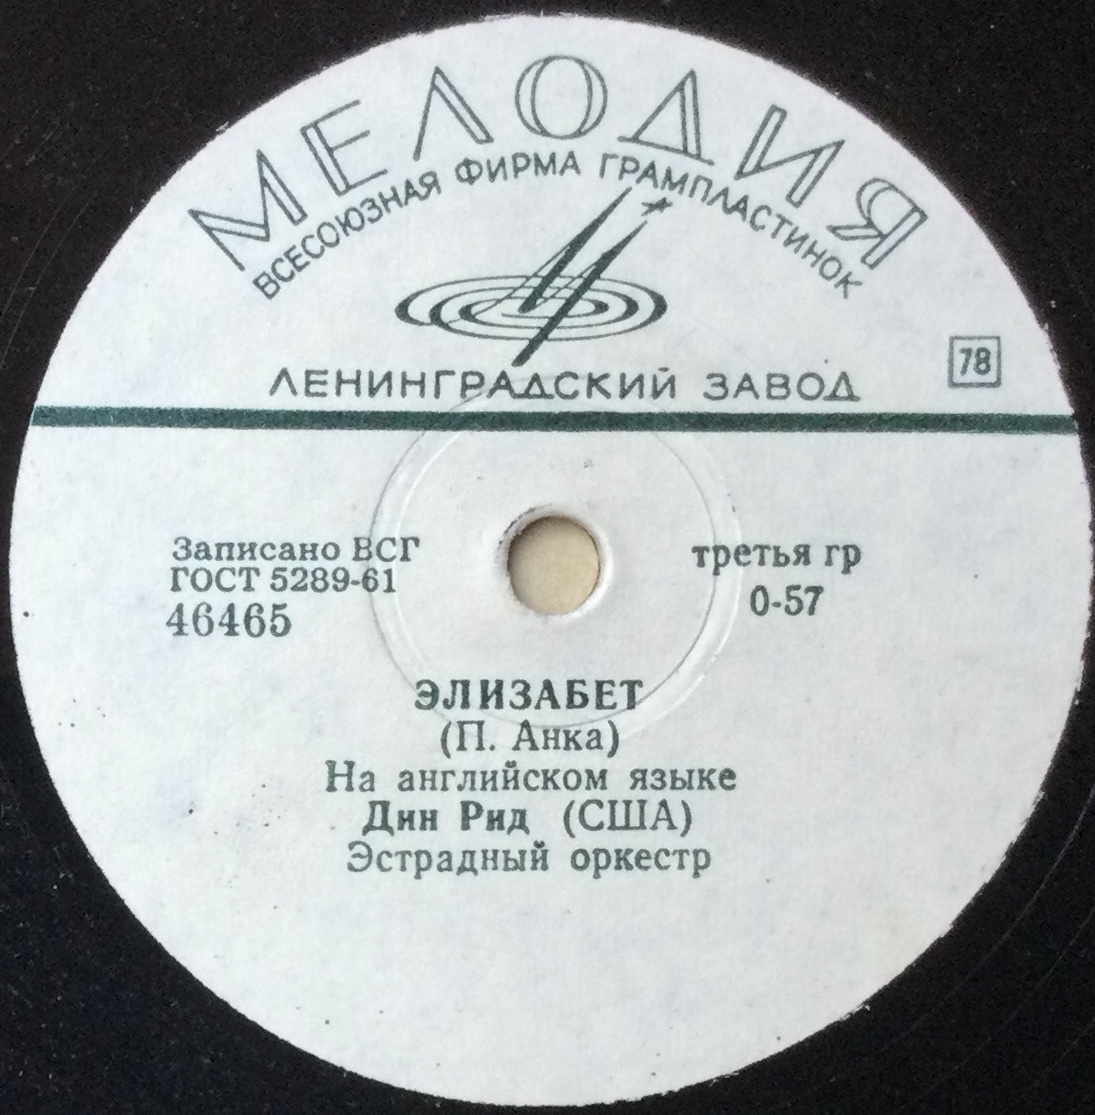 МЕЛОДИЯ
ВСЕСОЮЗНАЯ ФИРМА ГРАМПЛАСТИНОК
ЛЕНИНГРАДСКИЙ ЗАВОД
78
Записано ВСГ
ГОСТ 5289-61
46465
третья гр
0-57
ЭЛИЗАБЕТ
(П. Анка)
На английском языке
Дин Рид (США)
Эстрадный оркестр